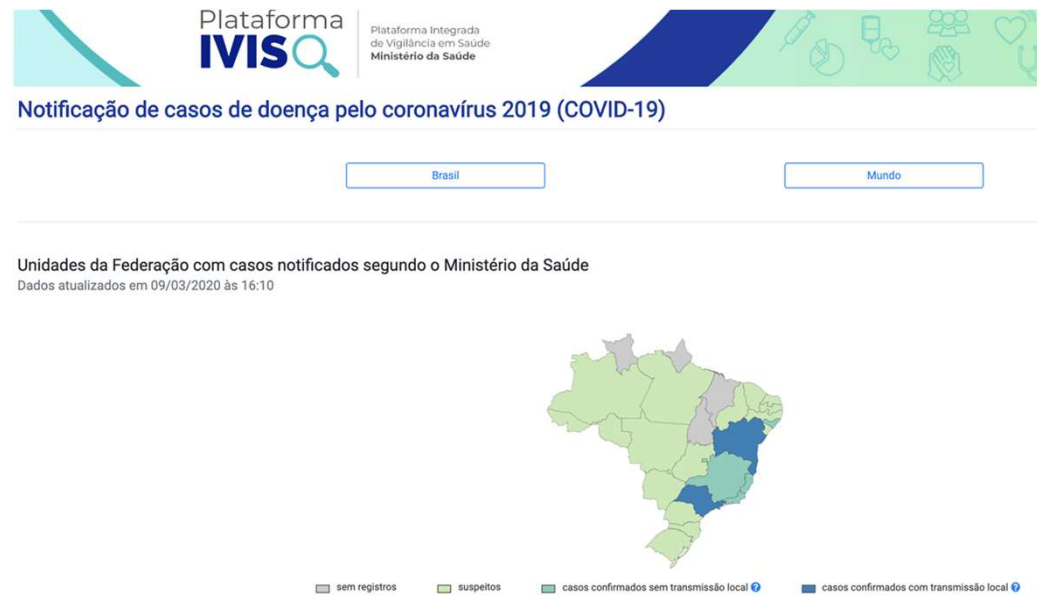 Plataforma
IVIS
Plataforma Integrada
de Vigilância em Saúde
Ministério da Saúde
Notificação de casos de doença pelo coronavírus 2019 (COVID-19)
Brasil
Mundo
Unidades da Federação com casos notificados segundo o Ministério da Saúde
Dados atualizados em 09/03/2020 às 16:10
sem registros
suspeitos
casos confirmados sem transmissão local ?
casos confirmados com transmissão local ?